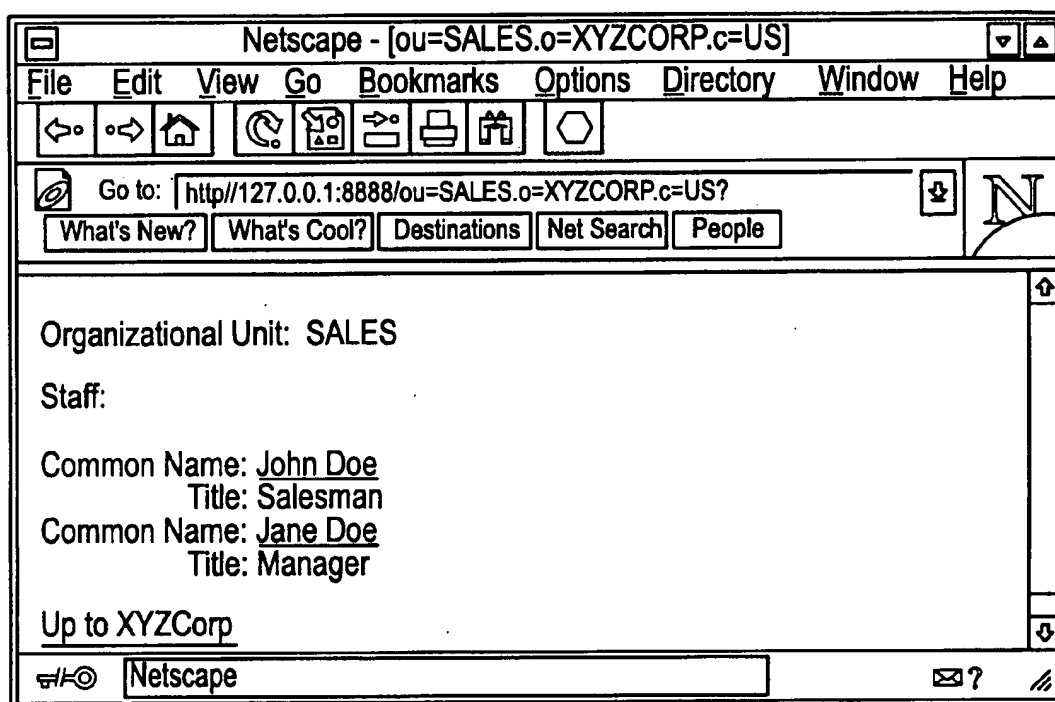 Netscape - [ou=SALES.o=XYZCORP.c=US]
File Edit View Go Bookmarks Options Directory Window Help
Go to: http//127.0.0.1:8888/ou=SALES.o=XYZCORP.c=US?
N
What's New? What's Cool? Destinations Net Search People
Organizational Unit: SALES
Staff:
Common Name: John Doe
Title: Salesman
Common Name: Jane Doe
Title: Manager
Up to XYZCorp
Netscape ?